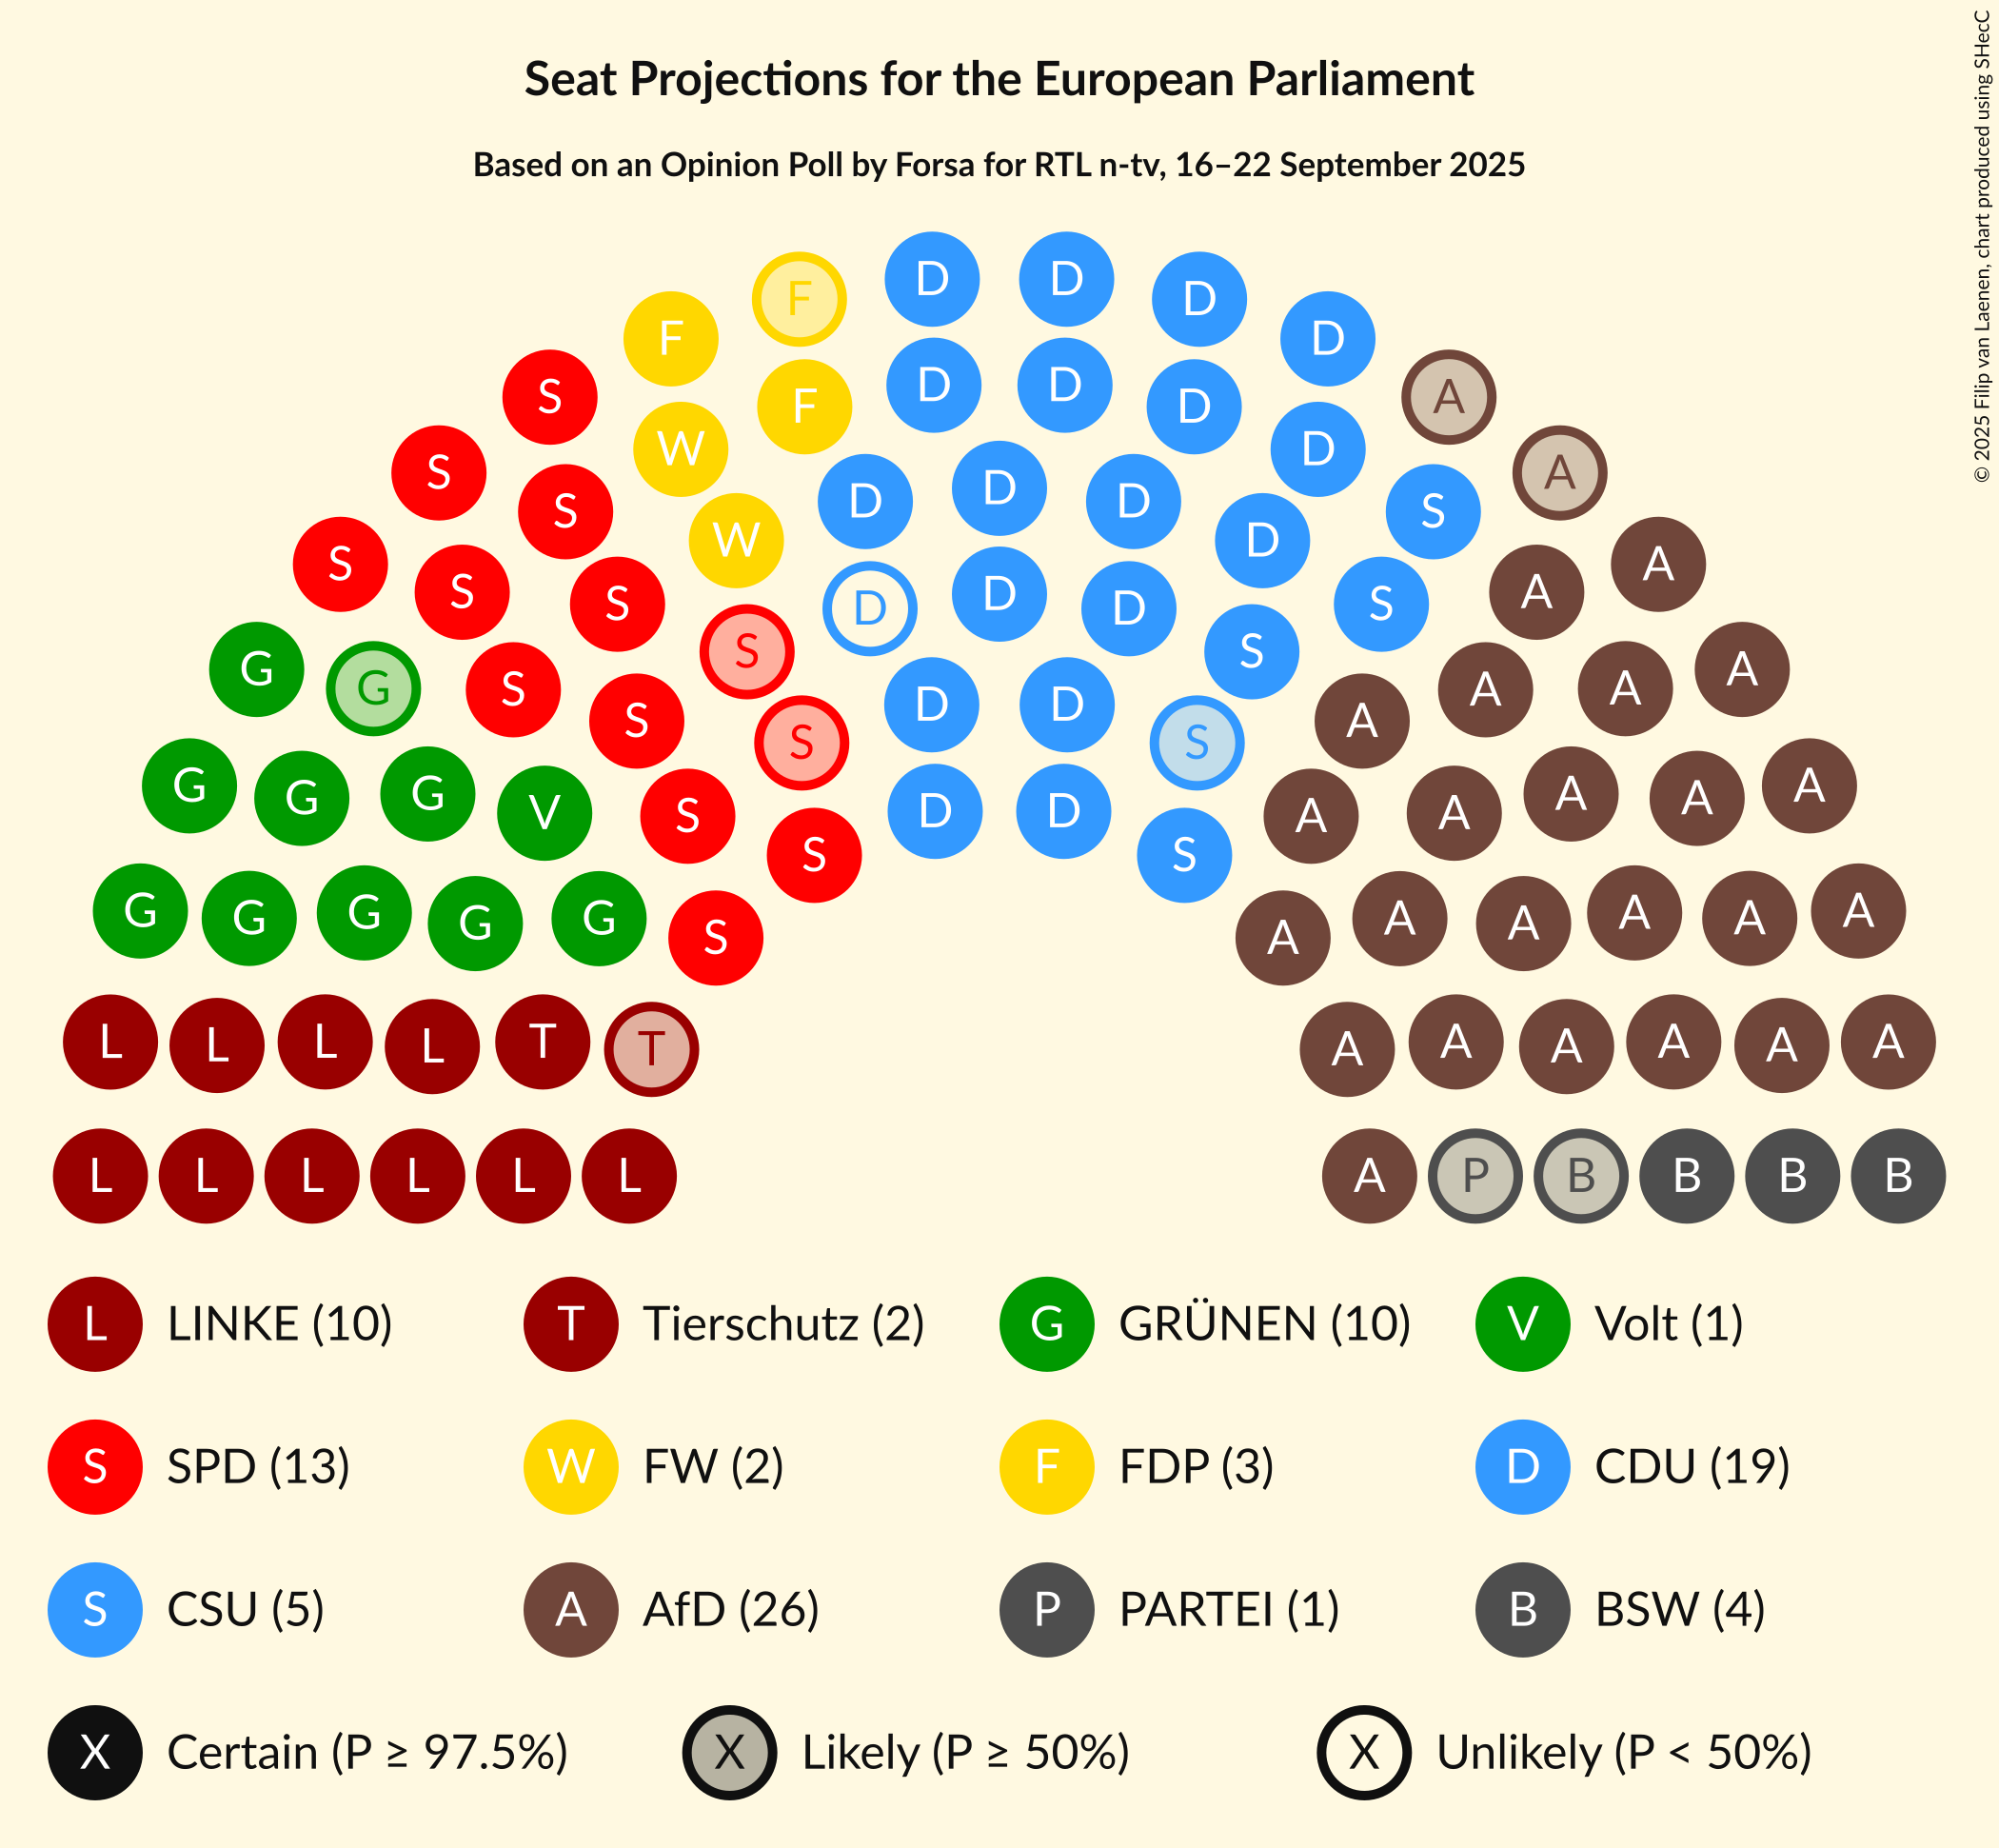 Seat Projections for the European Parliament
Based on an Opinion Poll by Forsa for RTL n-tv, 16–22 September 2025
© 2025 Filip van Laenen, chart produced using SHecC
D D
F D
F D
S A
F D D D
S A
W D
S S
D
S D D A
W D
S A
S D S
D D
G A
S S
G S A A
S A
D D
S S
G A
G A
G A
V A
S A
D D
S S
G A
G G G G A A A A
S A
L L L L T T A A A A A A
L L L L L L A P B B B B
L LINKE (10) T Tierschutz (2) G GRÜNEN (10) V Volt (1)
S SPD (13) W FW (2) F FDP (3) D CDU (19)
S CSU (5) A AfD (26) P PARTEI (1) B BSW (4)
X Certain (P ≥ 97.5%) X Likely (P ≥ 50%) X Unlikely (P < 50%)